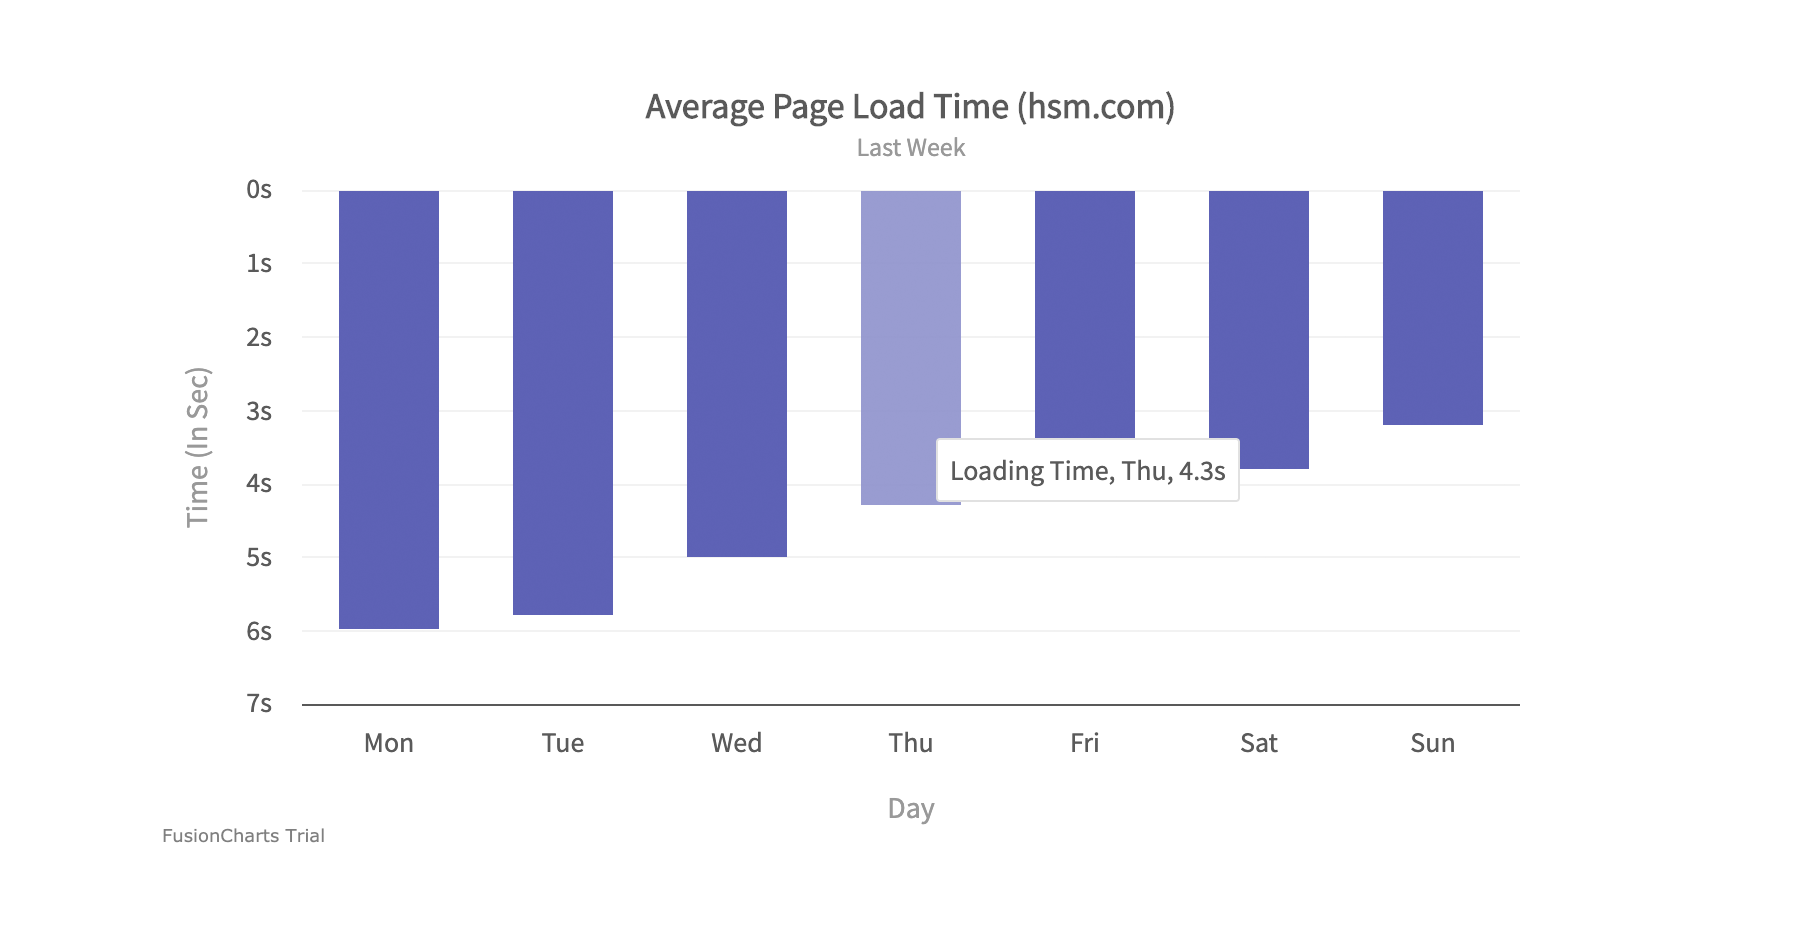 Average Page Load Time (hsm.com)
Last Week
0s
1s
2s
3s
4s
5s
6s
7s
Time (In Sec)
Loading Time, Thu, 4.3s
Mon Tue Wed Thu Fri Sat Sun
Day
FusionCharts Trial